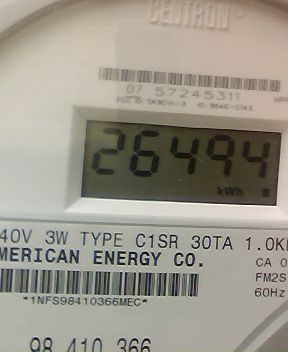 CENTRON
07 57245311
26494
kWh
40V 3W TYPE C1SR 30TA 1.0K
MERICAN ENERGY CO. CA 0
FM2S
*1NFS98410366MEC* 60Hz
98 410 366